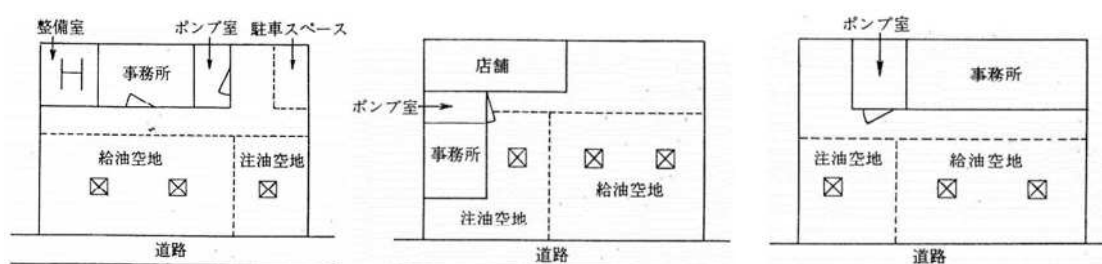 整備室
ポンプ室
駐車スペース
事務所
給油空地
注油空地
道路
店舗
ポンプ室
事務所
給油空地
注油空地
道路
ポンプ室
事務所
注油空地
給油空地
道路